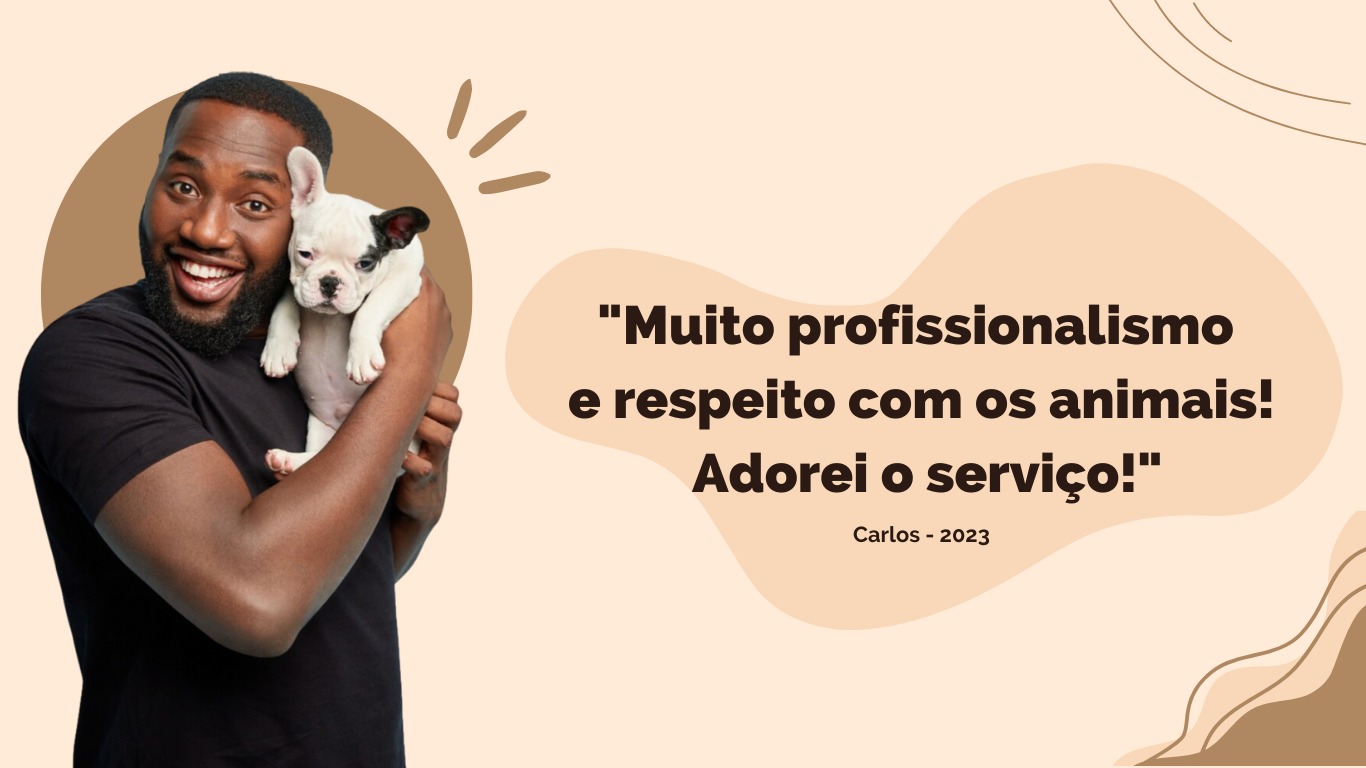 "Muito profissionalismo
e respeito com os animais!
Adorei o serviço!"
Carlos - 2023